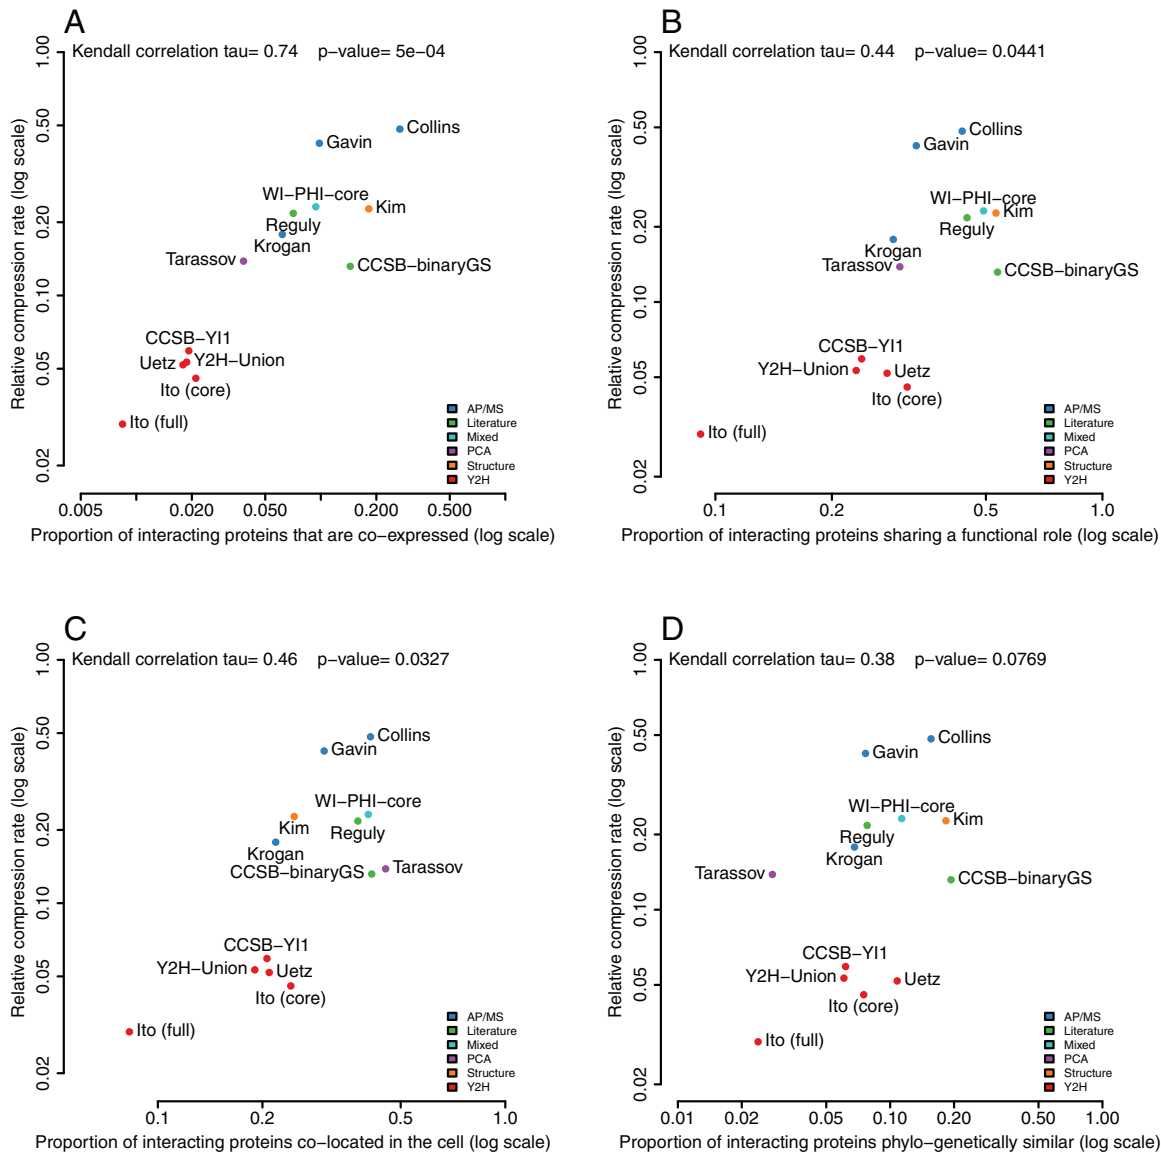 A
Kendall correlation tau= 0.74 p-value= 5e-04
Relative compression rate (log scale)
1.00
0.50
0.20
0.10
0.05
0.02
Collins
Gavin
WI-PHI-core
Kim
Reguly
Krogan
Tarassov
CCSB-binaryGS
CCSB-YI1
Uetz
Y2H-Union
Ito (core)
Ito (full)
AP/MS
Literature
Mixed
PCA
Structure
Y2H
0.005 0.020 0.050 0.200 0.500
Proportion of interacting proteins that are co-expressed (log scale)
B
Kendall correlation tau= 0.44 p-value= 0.0441
Relative compression rate (log scale)
1.00
0.50
0.20
0.10
0.05
0.02
Collins
Gavin
WI-PHI-core
Kim
Reguly
Krogan
Tarassov
CCSB-binaryGS
CCSB-YI1
Y2H-Union
Uetz
Ito (core)
Ito (full)
AP/MS
Literature
Mixed
PCA
Structure
Y2H
0.1 0.2 0.5 1.0
Proportion of interacting proteins sharing a functional role (log scale)
C
Kendall correlation tau= 0.46 p-value= 0.0327
Relative compression rate (log scale)
1.00
0.50
0.20
0.10
0.05
0.02
Collins
Gavin
WI-PHI-core
Kim
Reguly
Krogan
CCSB-binaryGS
Tarassov
CCSB-YI1
Y2H-Union
Uetz
Ito (core)
Ito (full)
AP/MS
Literature
Mixed
PCA
Structure
Y2H
0.1 0.2 0.5 1.0
Proportion of interacting proteins co-located in the cell (log scale)
D
Kendall correlation tau= 0.38 p-value= 0.0769
Relative compression rate (log scale)
1.00
0.50
0.20
0.10
0.05
0.02
Collins
Gavin
WI-PHI-core
Kim
Reguly
Krogan
Tarassov
CCSB-binaryGS
CCSB-YI1
Y2H-Union
Uetz
Ito (core)
Ito (full)
AP/MS
Literature
Mixed
PCA
Structure
Y2H
0.01 0.02 0.05 0.10 0.20 0.50 1.00
Proportion of interacting proteins phylo-genetically similar (log scale)